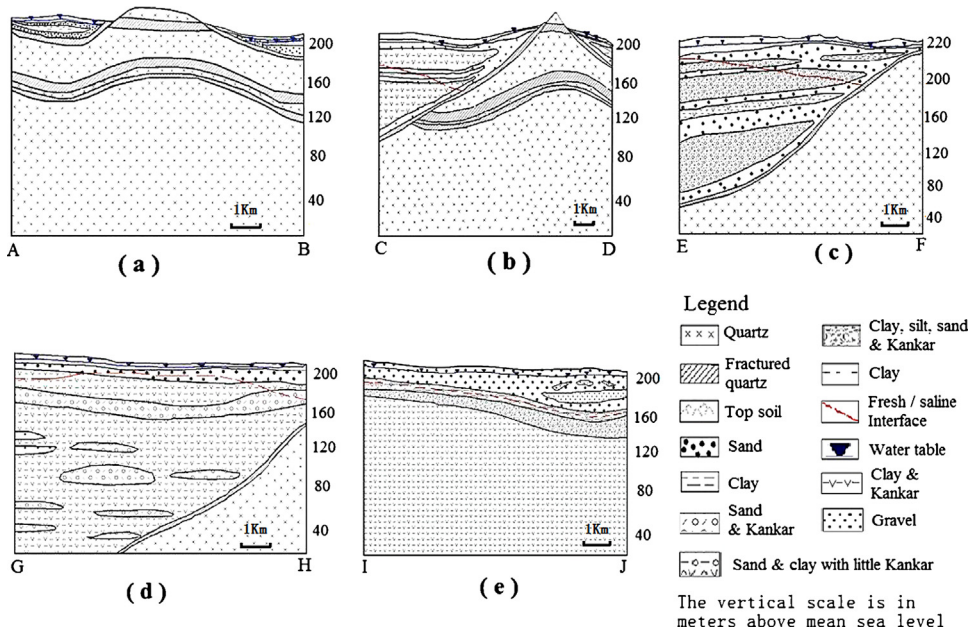 200
160
120
80
40
1Km
A B
( a )
200
160
120
80
40
1Km
C D
( b )
220
200
160
120
80
40
1Km
E F
( c )
200
160
120
80
40
1Km
G H
( d )
200
160
120
80
40
1Km
I J
( e )
Legend
Quartz
Fractured
quartz
Top soil
Sand
Clay
Sand
& Kankar
Sand & clay with little Kankar
Clay, silt, sand
& Kankar
Clay
Fresh / saline
Interface
Water table
Clay &
Kankar
Gravel
The vertical scale is in
meters above mean sea level